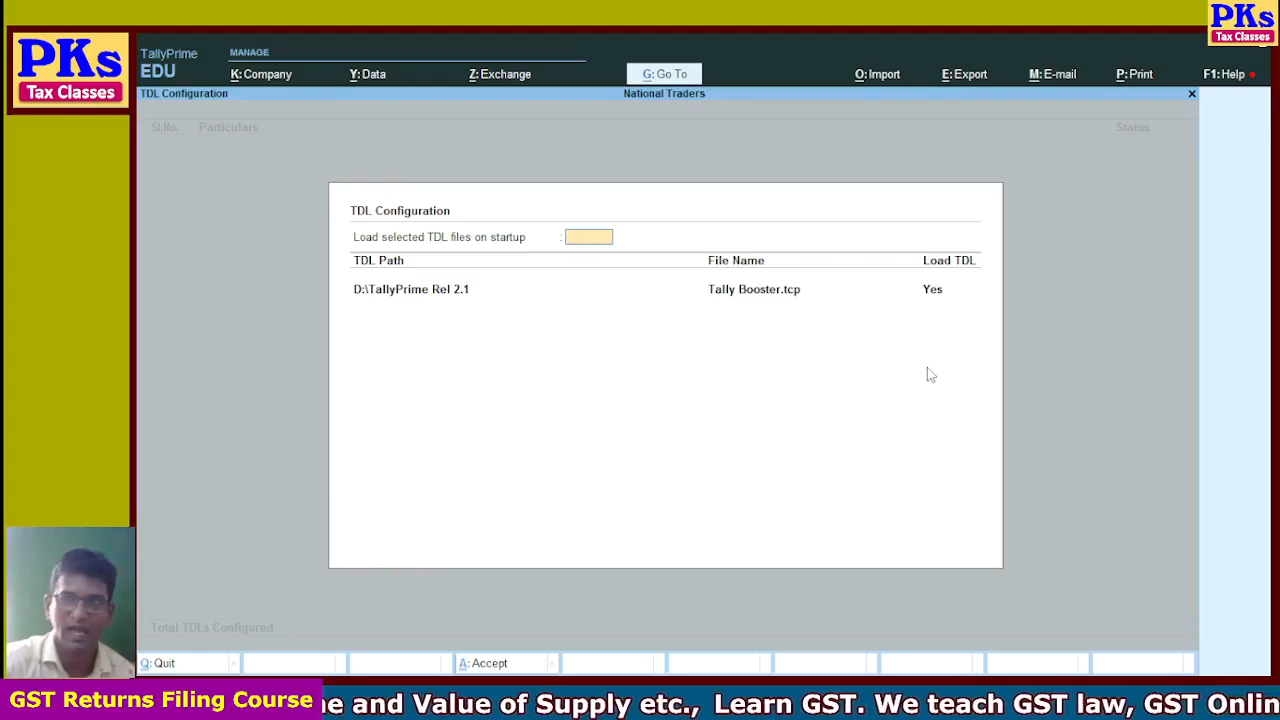 PKs
Tax Classes
PKs
Tax Classes
TallyPrime
EDU
MANAGE
K: Company
Y: Data
Z: Exchange
G: Go To
O: Import
E: Export
M: E-mail
P: Print
F1: Help
TDL Configuration
National Traders
×
Sl.No.
Particulars
Status
TDL Configuration
Load selected TDL files on startup :
TDL Path
File Name
Load TDL
D:\TallyPrime Rel 2.1
Tally Booster.tcp
Yes
Total TDLs Configured
Q: Quit
A: Accept
GST Returns Filing Course
e and Value of Supply etc., Learn GST. We teach GST law, GST Onlin